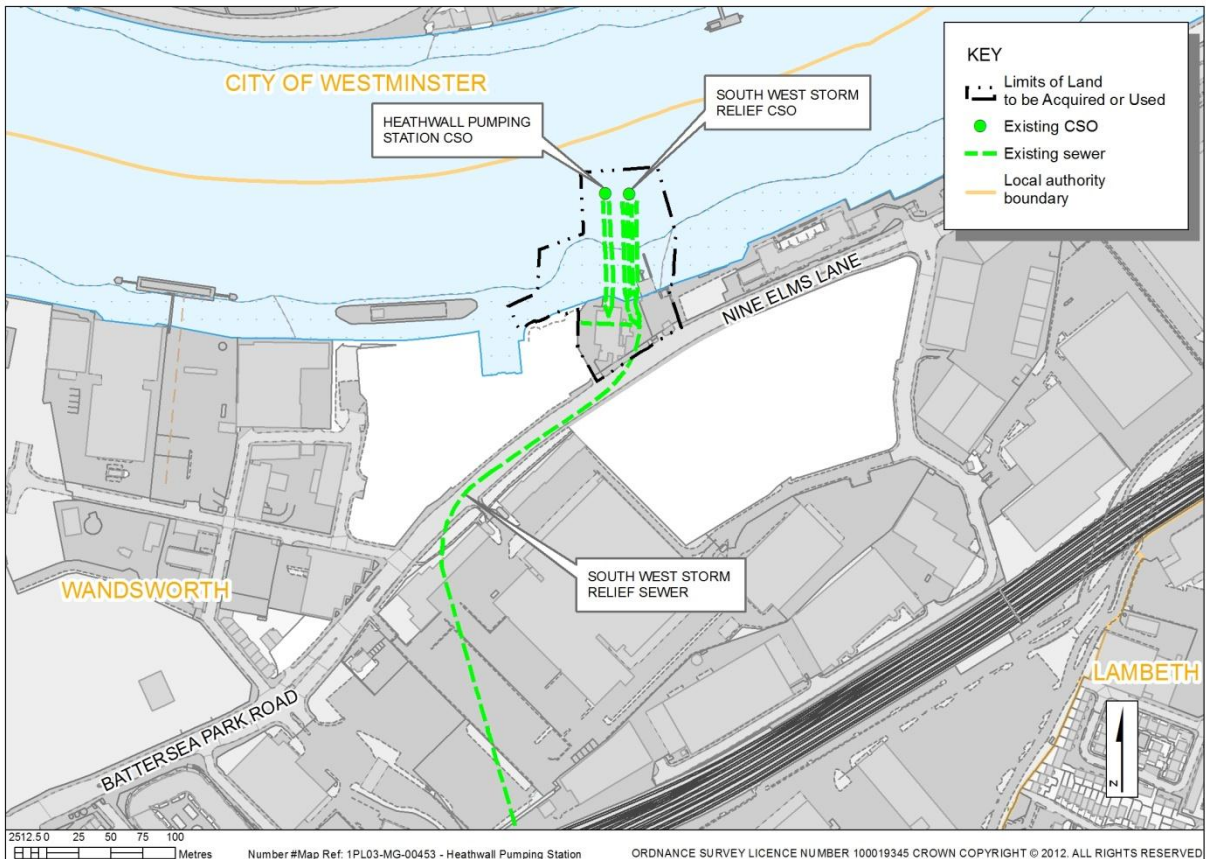 CITY OF WESTMINSTER
HEATHWALL PUMPING
STATION CSO
SOUTH WEST STORM
RELIEF CSO
KEY
Limits of Land
to be Acquired or Used
Existing CSO
Existing sewer
Local authority
boundary
NINE ELMS LANE
SOUTH WEST STORM
RELIEF SEWER
WANDSWORTH
LAMBETH
BATTERSEA PARK ROAD
N
2512.5 0 25 50 75 100
Metres
Number #Map Ref: 1PL03-MG-00453 - Heathwall Pumping Station
ORDNANCE SURVEY LICENCE NUMBER 100019345 CROWN COPYRIGHT © 2012. ALL RIGHTS RESERVED